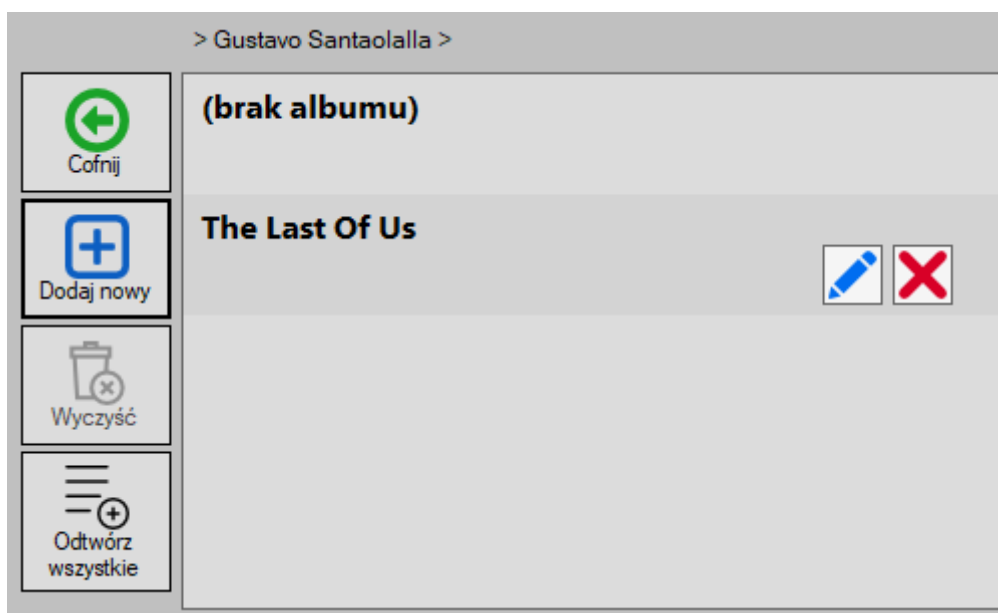 > Gustavo Santaolalla >
Cofnij
(brak albumu)
Dodaj nowy
The Last Of Us
Wyczyść
Odtwórz
wszystkie